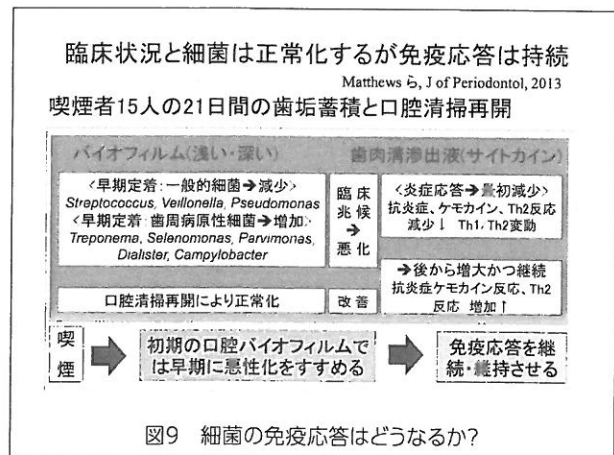 臨床状況と細菌は正常化するが免疫応答は持続
Matthews ら, J of Periodontol, 2013
喫煙者15人の21日間の歯垢蓄積と口腔清掃再開
バイオフィルム(浅い・深い)
歯肉溝滲出液(サイトカイン)
<早期定着:一般的細菌➔減少>
Streptococcus, Veillonella, Pseudomonas
<早期定着:歯周病原性細菌➔増加>
Treponema, Selenomonas, Parvimonas,
Dialister, Campylobacter
臨床
兆候
➔
悪化
<炎症応答➔最初減少>
抗炎症、ケモカイン、Th2反応
減少↓ Th1, Th2変動
口腔清掃再開により正常化
改善
➔後から増大かつ継続
抗炎症ケモカイン反応、Th2
反応 増加↑
喫
煙
初期の口腔バイオフィルムで
は早期に悪性化をすすめる
免疫応答を継
続・維持させる
図9 細菌の免疫応答はどうなるか?